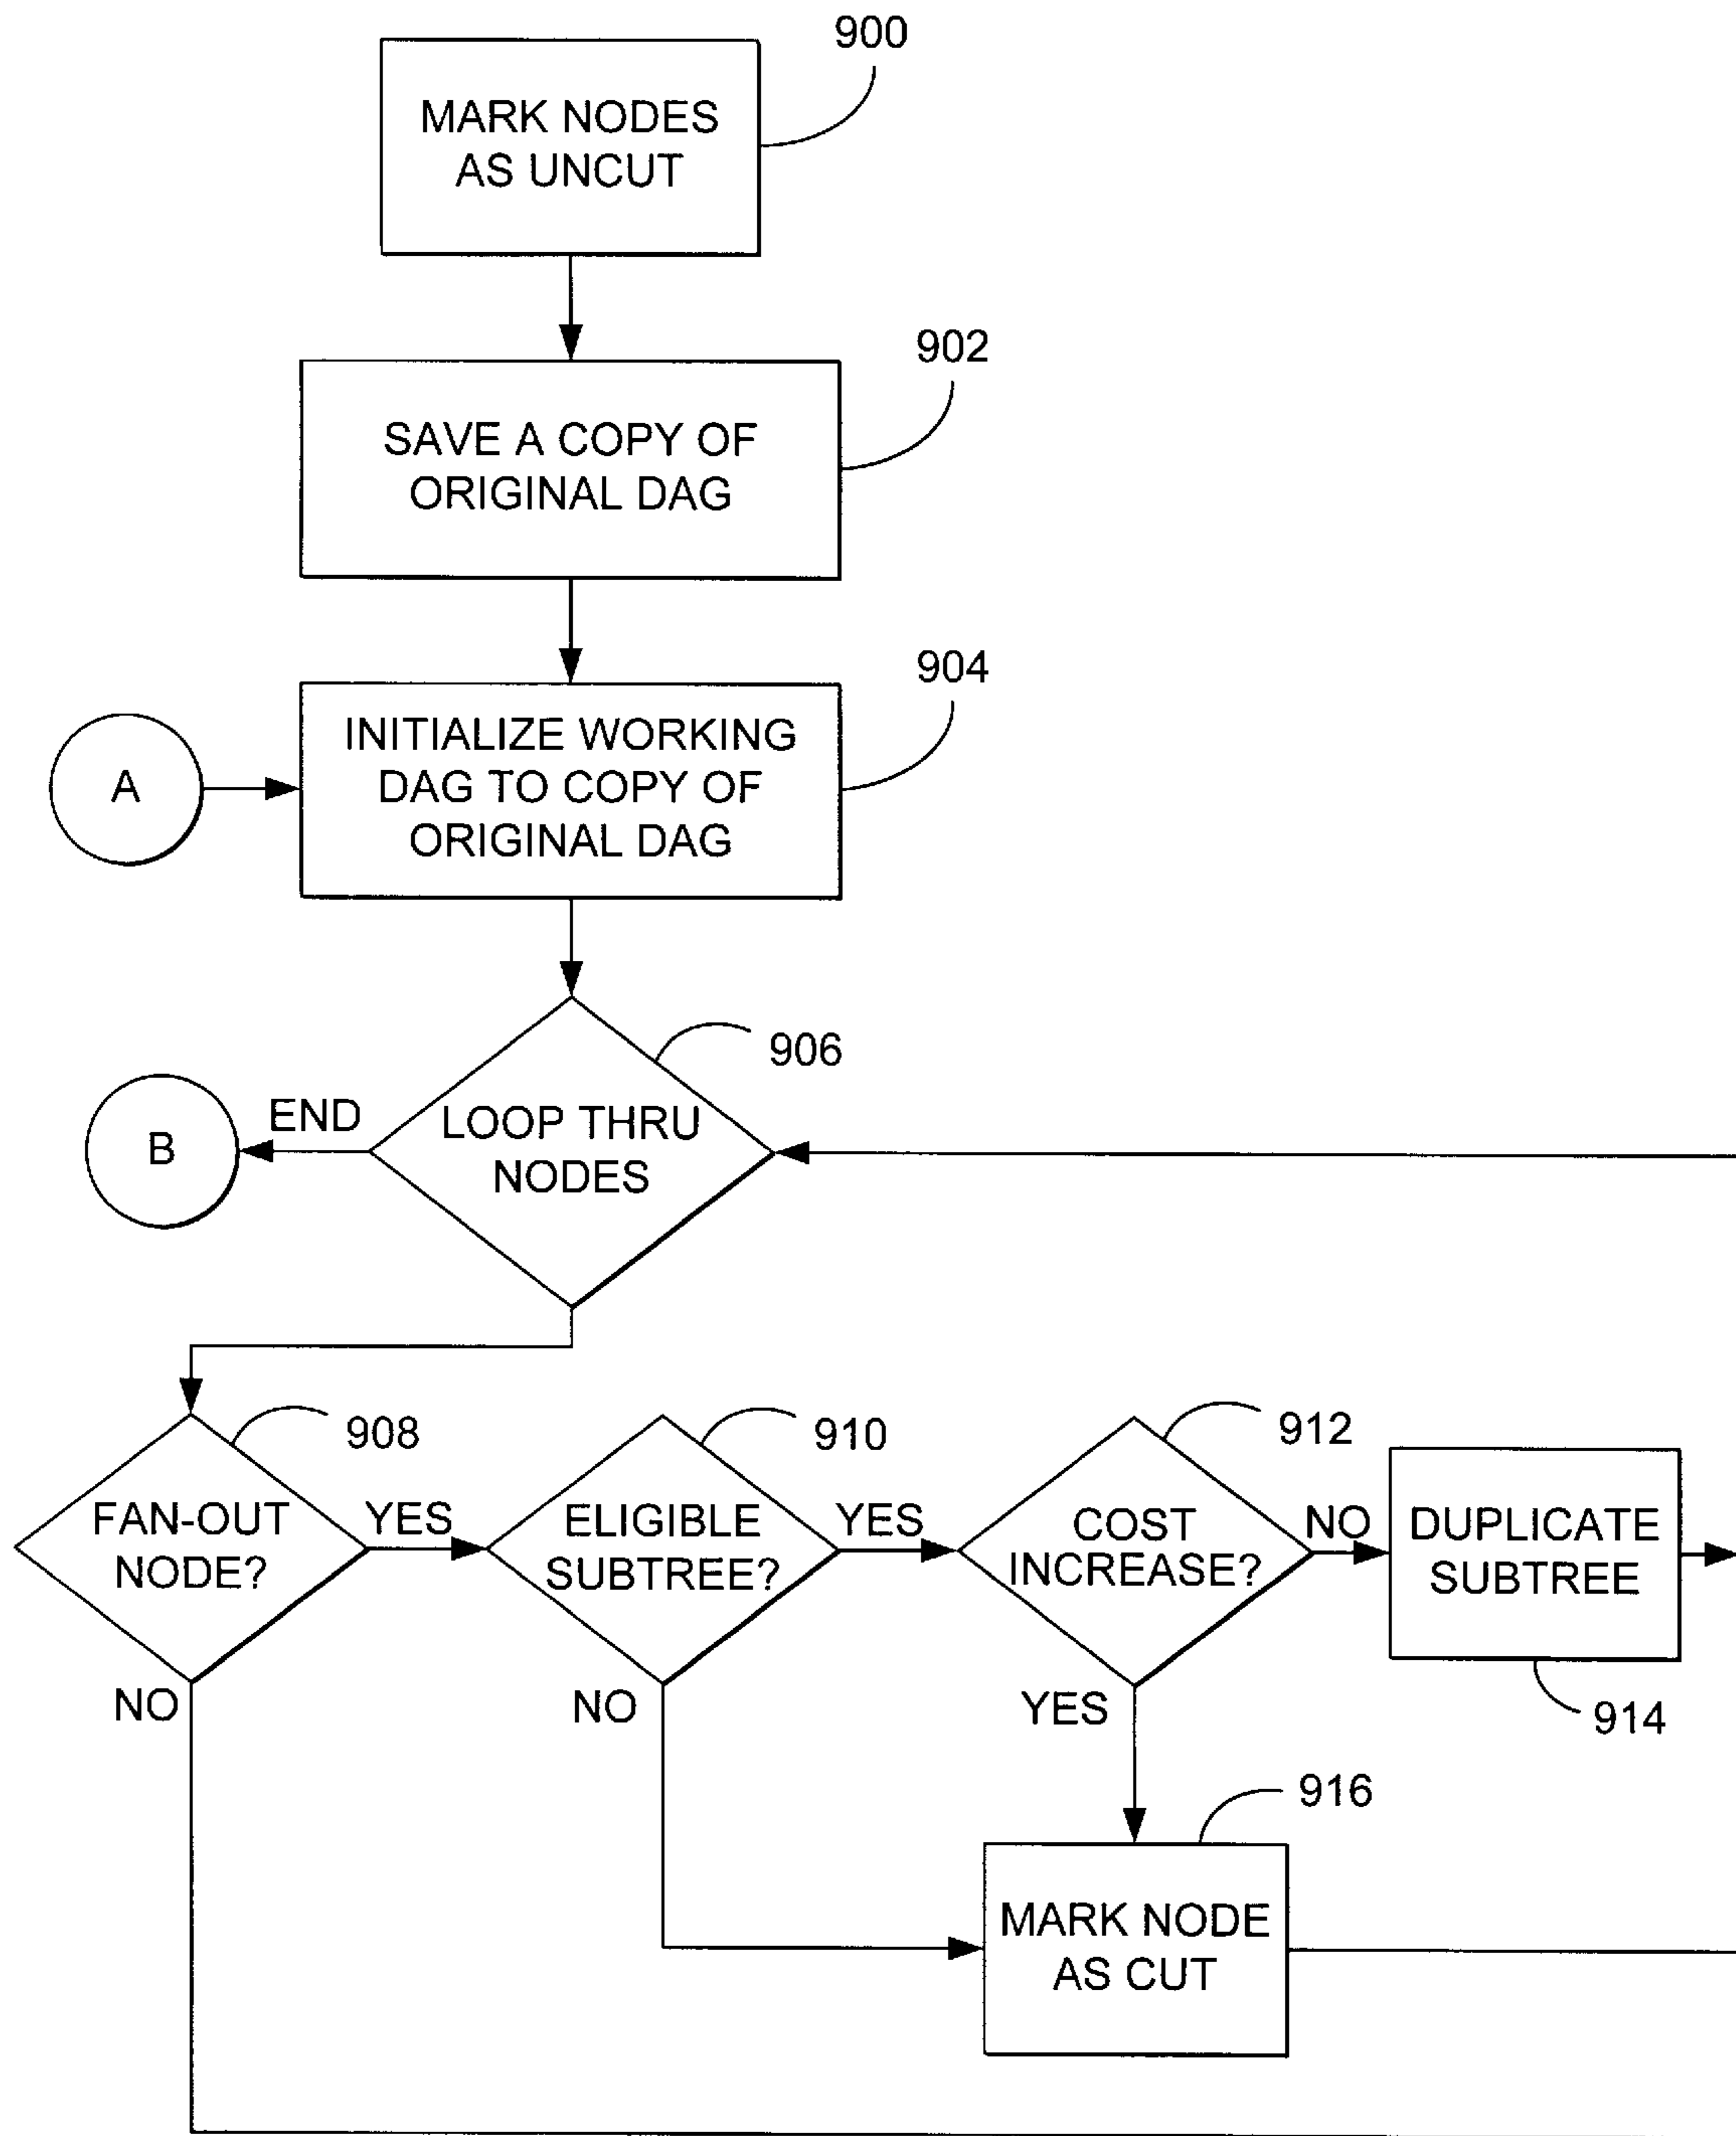 900
MARK NODES
AS UNCUT
902
SAVE A COPY OF
ORIGINAL DAG
904
INITIALIZE WORKING
DAG TO COPY OF
ORIGINAL DAG
A
906
LOOP THRU
NODES
END
B
908
FAN-OUT
NODE?
YES
NO
910
ELIGIBLE
SUBTREE?
YES
NO
912
COST
INCREASE?
NO
YES
DUPLICATE
SUBTREE
914
916
MARK NODE
AS CUT